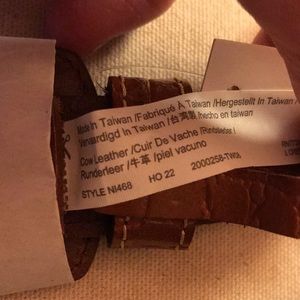 Made In Taiwan /Fabriqué À Taiwan /Hergestellt In Taiwan
Vervaardigd In Taiwan /台灣製 /hecho en taiwan
Cow Leather /Cuir De Vache /Rindsleder /
Runderleer /牛革 /piel vacuno
STYLE NI468 HO 22 2000258-TW08